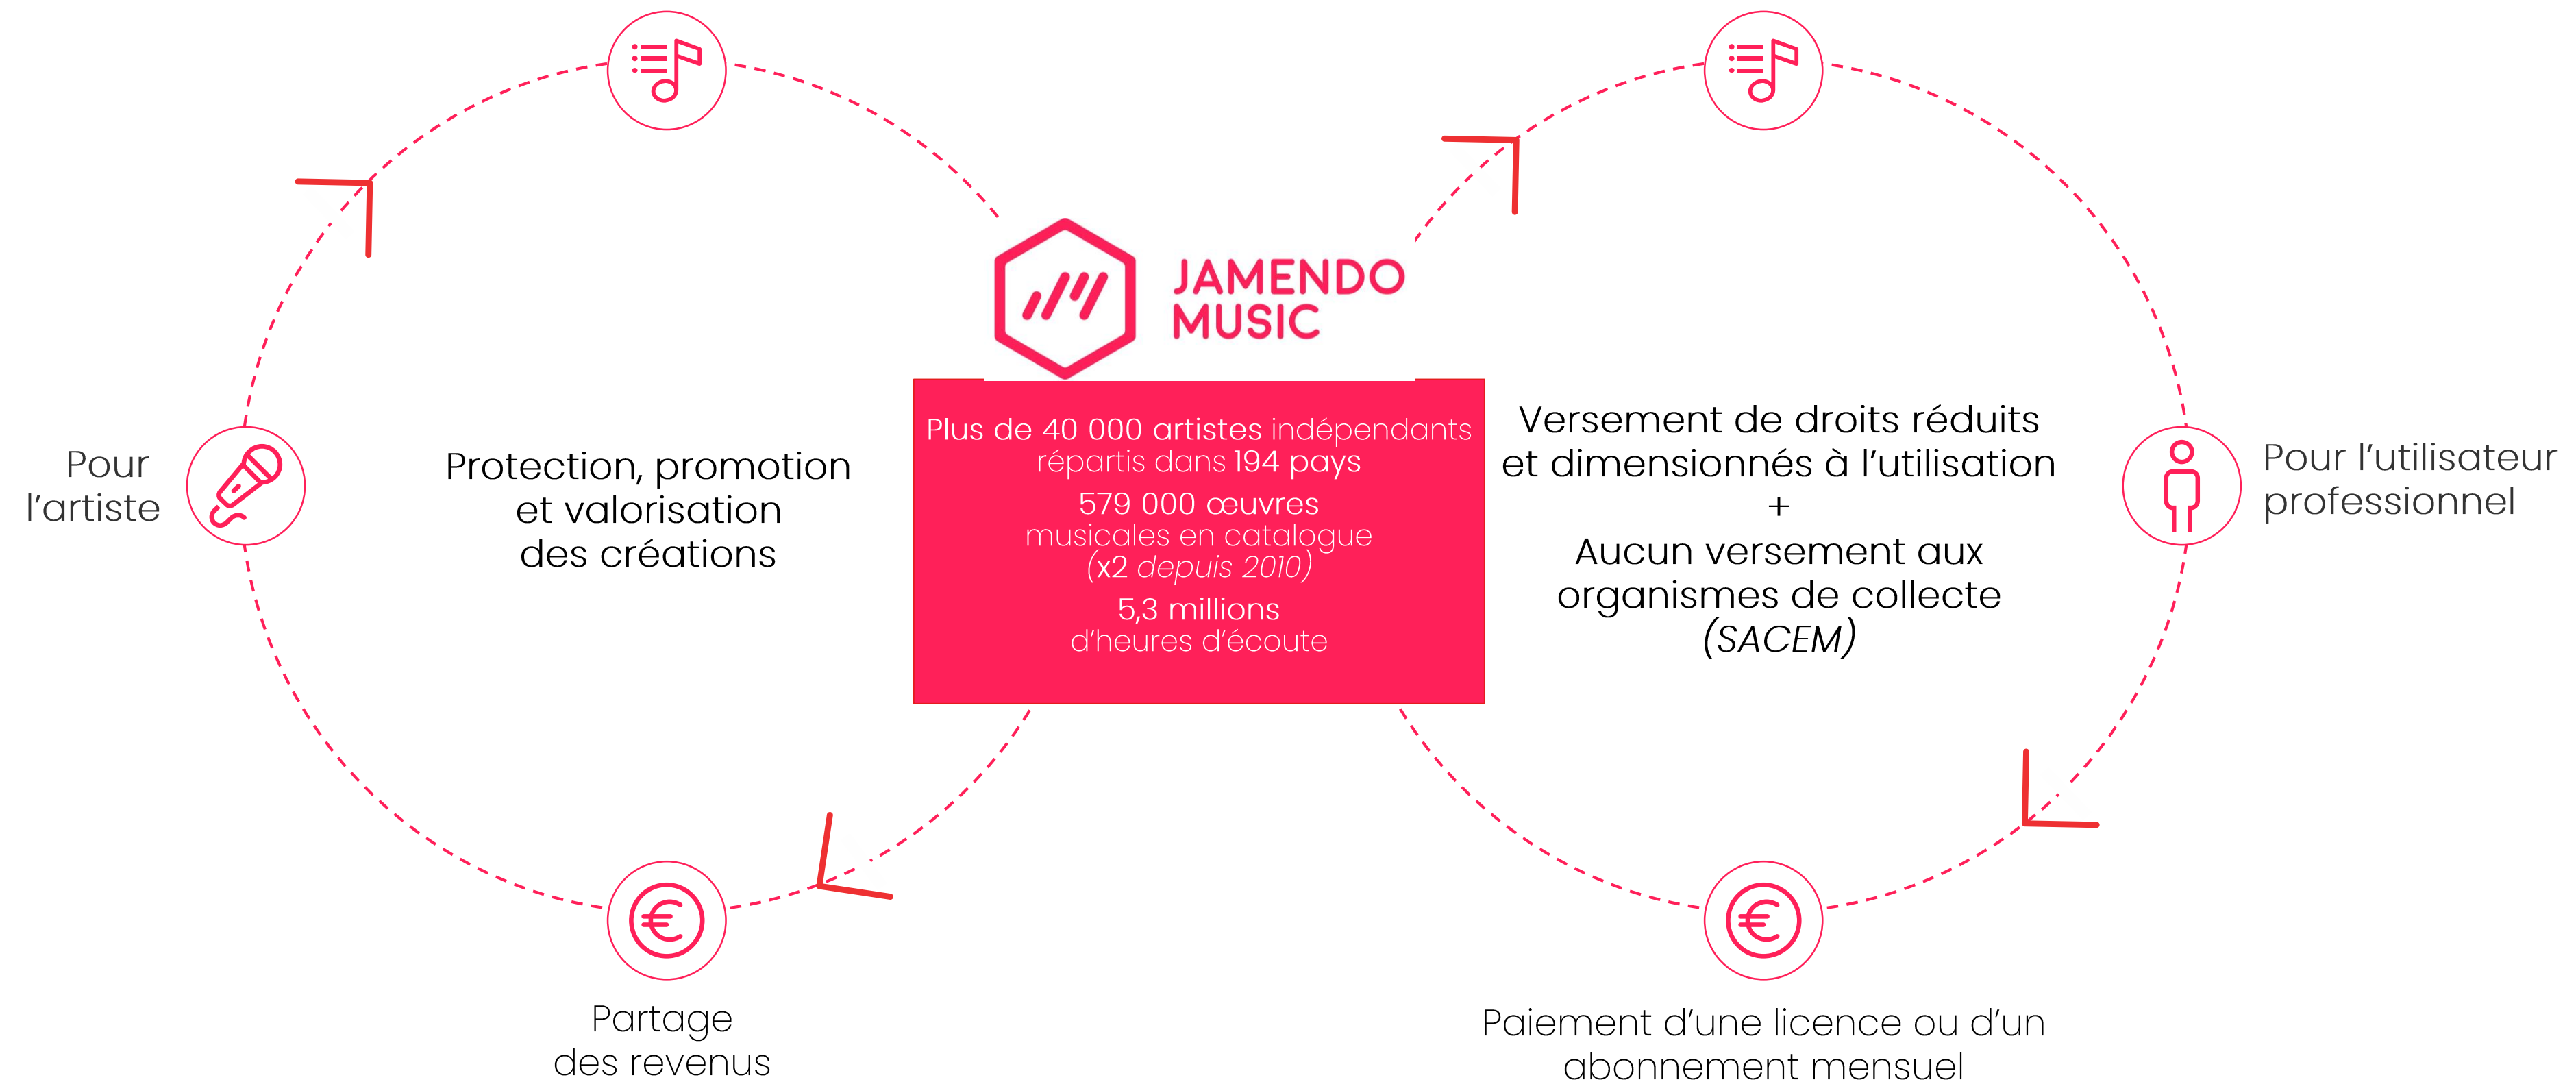 JAMENDO
MUSIC
Pour
l’artiste
Protection, promotion
et valorisation
des créations
Plus de 40 000 artistes indépendants
répartis dans 194 pays
579 000 œuvres
musicales en catalogue
(x2 depuis 2010)
5,3 millions
d’heures d’écoute
Versement de droits réduits
et dimensionnés à l’utilisation
+
Aucun versement aux
organismes de collecte
(SACEM)
Pour l’utilisateur
professionnel
Partage
des revenus
Paiement d’une licence ou d’un
abonnement mensuel